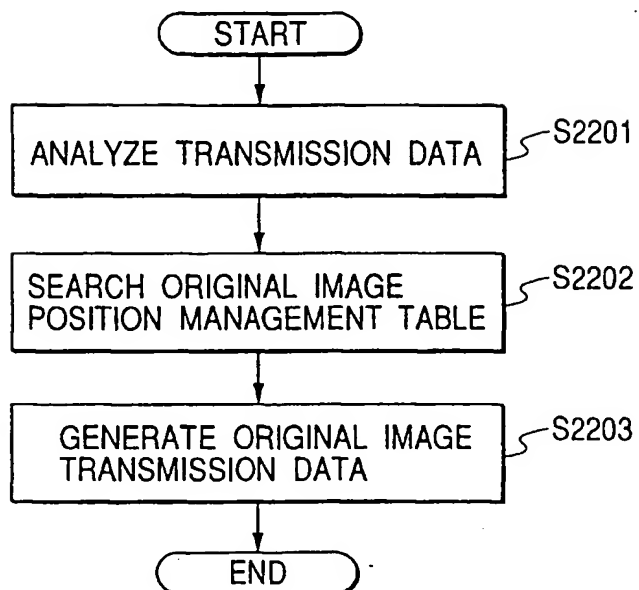 START
ANALYZE TRANSMISSION DATA
S2201
SEARCH ORIGINAL IMAGE
POSITION MANAGEMENT TABLE
S2202
GENERATE ORIGINAL IMAGE
TRANSMISSION DATA
S2203
END